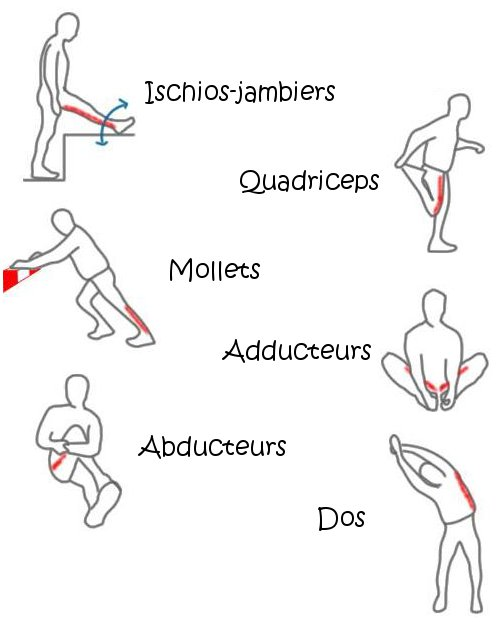 Ischios-jambiers
Quadriceps
Mollets
Adducteurs
Abducteurs
Dos